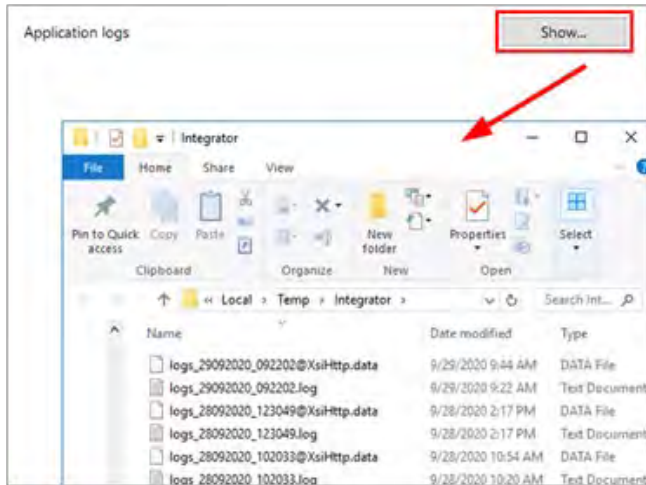 Application logs Show...
Integrator
File Home Share View
Pin to Quick access Copy Paste New folder Properties Select
Clipboard Organize New Open
« Local › Temp › Integrator › Search Int...
Name Date modified Type
logs_29092020_092202@XsiHttp.data 9/29/2020 9:44 AM DATA File
logs_29092020_092202.log 9/29/2020 9:22 AM Text Document
logs_28092020_123049@XsiHttp.data 9/28/2020 2:17 PM DATA File
logs_28092020_123049.log 9/28/2020 2:17 PM Text Document
logs_28092020_102033@XsiHttp.data 9/28/2020 10:54 AM DATA File
logs_28092020_102033.log 9/28/2020 10:20 AM Text Document